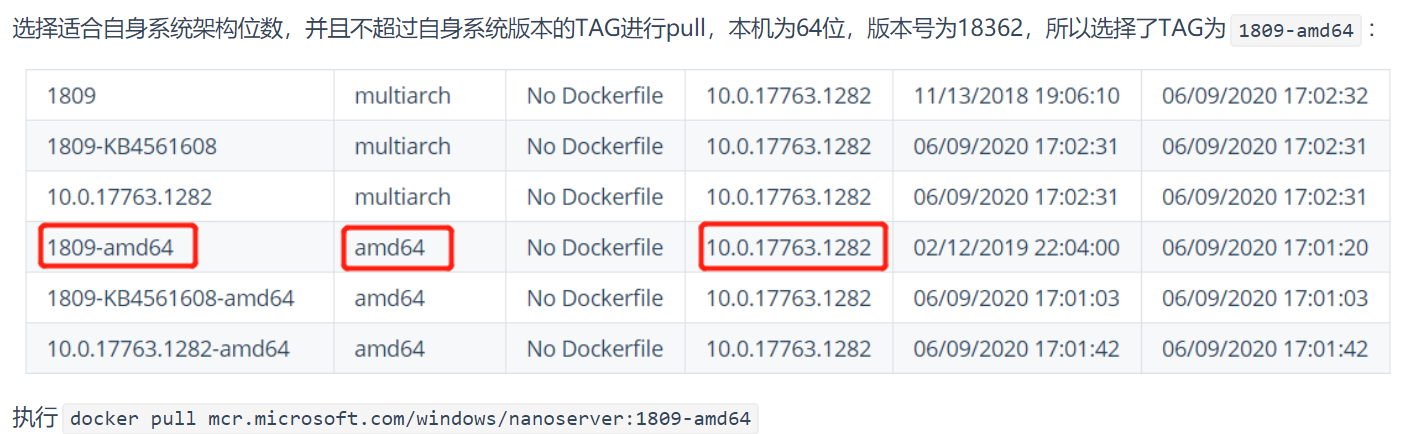 选择适合自身系统架构位数，并且不超过自身系统版本的TAG进行pull，本机为64位，版本号为18362，所以选择了TAG为 1809-amd64 ：
1809 multiarch No Dockerfile 10.0.17763.1282 11/13/2018 19:06:10 06/09/2020 17:02:32
1809-KB4561608 multiarch No Dockerfile 10.0.17763.1282 06/09/2020 17:02:31 06/09/2020 17:02:31
10.0.17763.1282 multiarch No Dockerfile 10.0.17763.1282 06/09/2020 17:02:31 06/09/2020 17:02:31
1809-amd64 amd64 No Dockerfile 10.0.17763.1282 02/12/2019 22:04:00 06/09/2020 17:01:20
1809-KB4561608-amd64 amd64 No Dockerfile 10.0.17763.1282 06/09/2020 17:01:03 06/09/2020 17:01:03
10.0.17763.1282-amd64 amd64 No Dockerfile 10.0.17763.1282 06/09/2020 17:01:42 06/09/2020 17:01:42
执行 docker pull mcr.microsoft.com/windows/nanoserver:1809-amd64